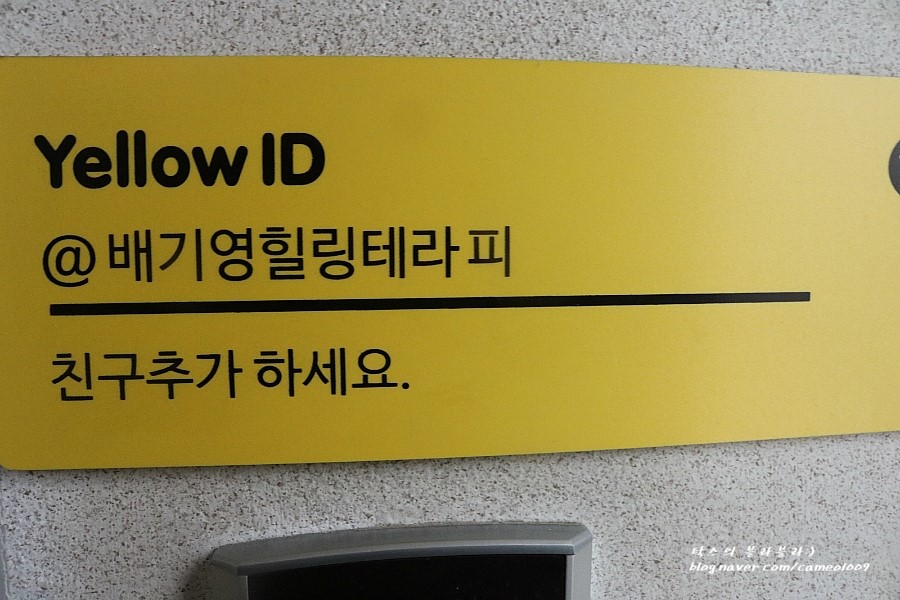 Yellow ID
@배기영힐링테라피
친구추가 하세요.
blog.naver.com/cameol009